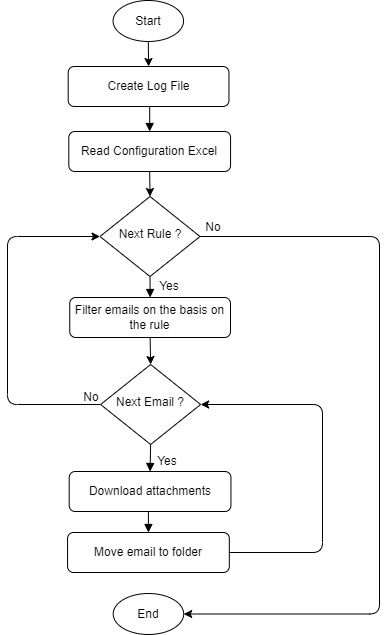 Start
Create Log File
Read Configuration Excel
Next Rule ?
No
Yes
Filter emails on the basis on
the rule
No
Next Email ?
Yes
Download attachments
Move email to folder
End